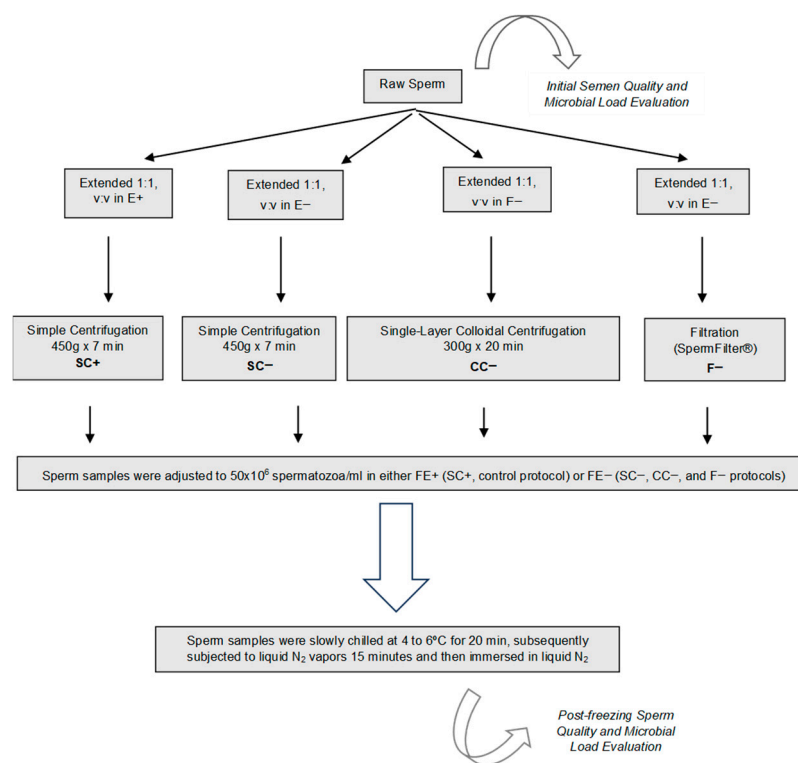 Raw Sperm
Initial Semen Quality and
Microbial Load Evaluation
Extended 1:1,
v:v in E+
Extended 1:1,
v:v in E−
Extended 1:1,
v:v in F−
Extended 1:1,
v:v in E−
Simple Centrifugation
450g x 7 min
SC+
Simple Centrifugation
450g x 7 min
SC−
Single-Layer Colloidal Centrifugation
300g x 20 min
CC−
Filtration
(SpermFilter®)
F−
Sperm samples were adjusted to 50x10⁶ spermatozoa/ml in either FE+ (SC+, control protocol) or FE− (SC−, CC−, and F− protocols)
Sperm samples were slowly chilled at 4 to 6ºC for 20 min, subsequently
subjected to liquid N₂ vapors 15 minutes and then immersed in liquid N₂
Post-freezing Sperm
Quality and Microbial
Load Evaluation